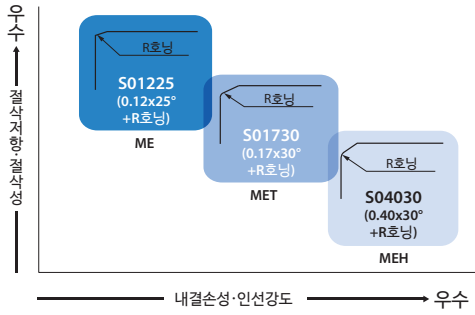 우수
절삭저항·절삭성
R호닝
S01225
(0.12x25°
+R호닝)
ME
R호닝
S01730
(0.17x30°
+R호닝)
MET
R호닝
S04030
(0.40x30°
+R호닝)
MEH
내결손성·인선강도
우수